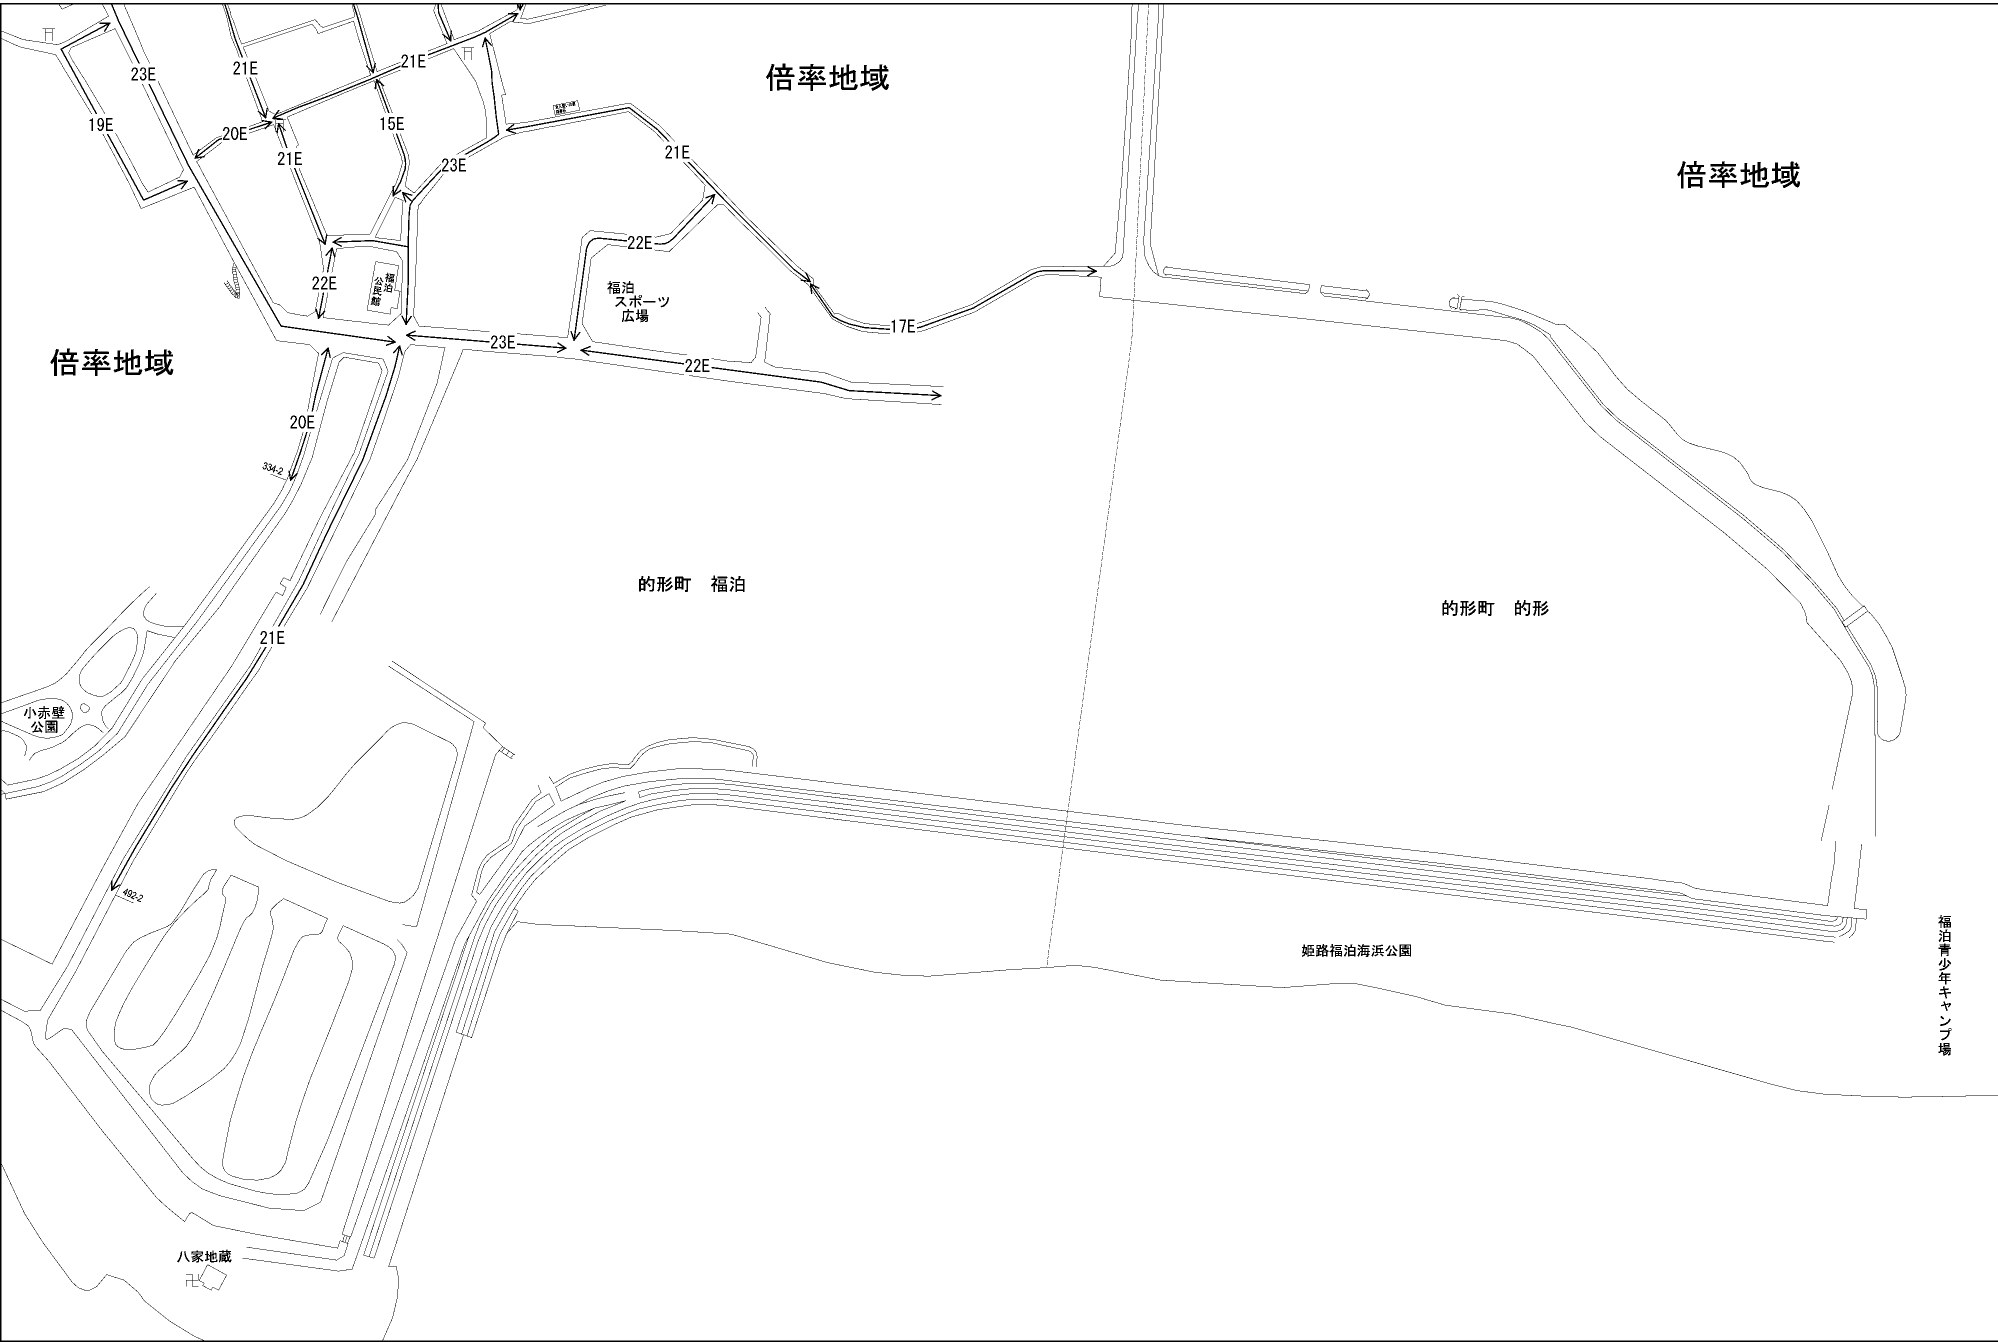 23E
21E
21E
倍率地域
19E
20E
15E
21E
23E
21E
倍率地域
22E
22E
福泊
公民館
福泊
スポーツ
広場
17E
23E
倍率地域
22E
20E
334-2
的形町　福泊
的形町　的形
21E
小赤壁
公園
492-2
姫路福泊海浜公園
福泊青少年キャンプ場
八家地蔵